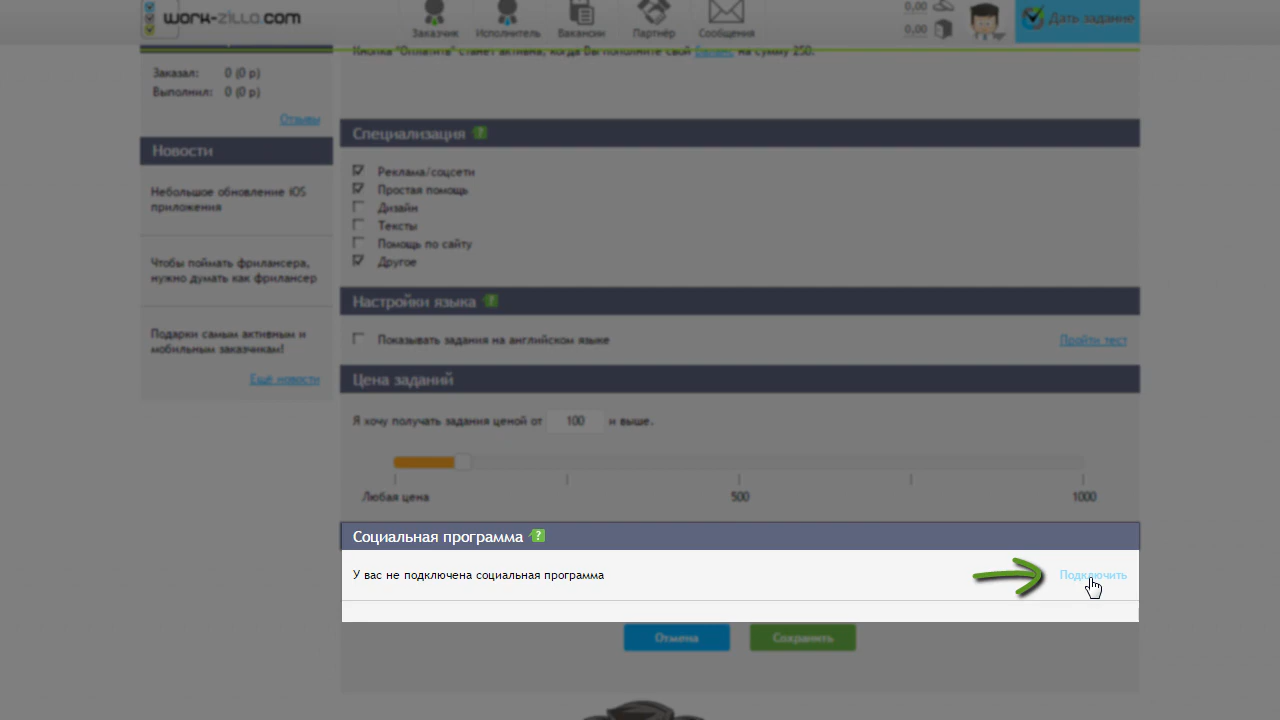 work-zilla.com
Заказчик
Исполнитель
Вакансии
Партнёр
Сообщения
0,00
0,00
Дать задание
Кнопка "Оплатить" станет активна, когда Вы пополните свой баланс на сумму 250.
Заказал: 0 (0 р)
Выполнил: 0 (0 р)
Отзывы
Новости
Небольшое обновление iOS
приложения
Чтобы поймать фрилансера,
нужно думать как фрилансер
Подарки самым активным и
мобильным заказчикам!
Ещё новости
Специализация ?
Реклама/соцсети
Простая помощь
Дизайн
Тексты
Помощь по сайту
Другое
Настройки языка ?
Показывать задания на английском языке
Пройти тест
Цена заданий
Я хочу получать задания ценой от 100 и выше.
Любая цена
500
1000
Социальная программа ?
У вас не подключена социальная программа
Подключить
Отмена
Сохранить